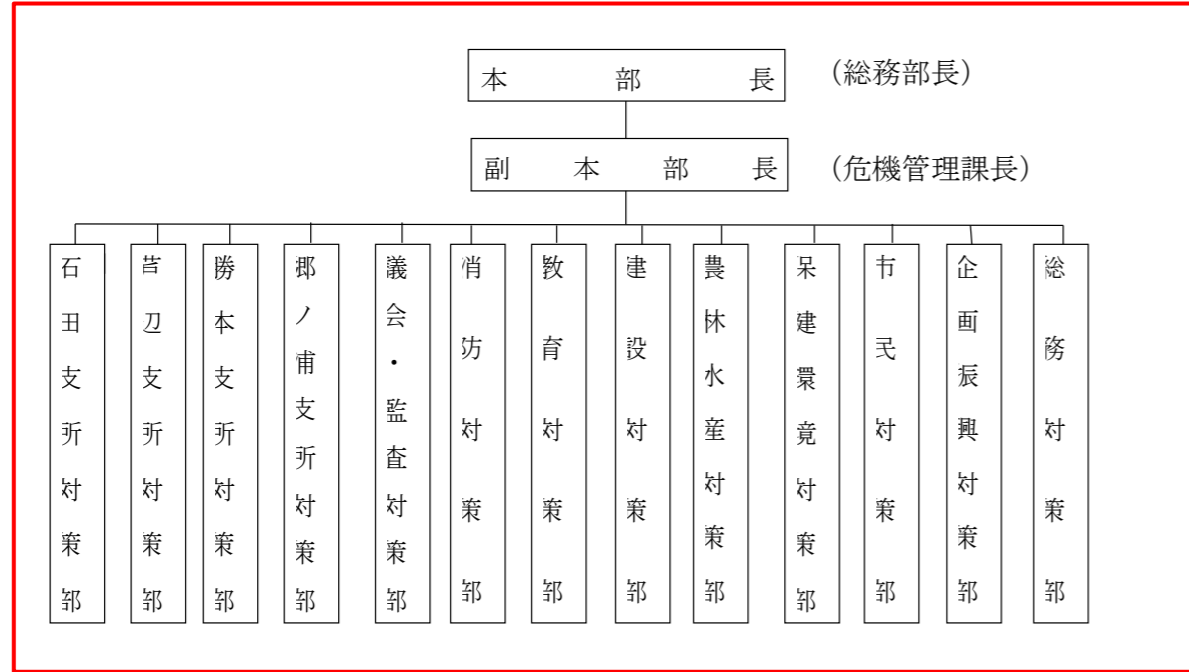 本部長 (総務部長)
副本部長 (危機管理課長)
総務対策部
企画振興対策部
市民対策部
保健環境対策部
農林水産対策部
建設対策部
教育対策部
消防対策部
議会・監査対策部
郷ノ浦支所対策部
勝本支所対策部
芦辺支所対策部
石田支所対策部